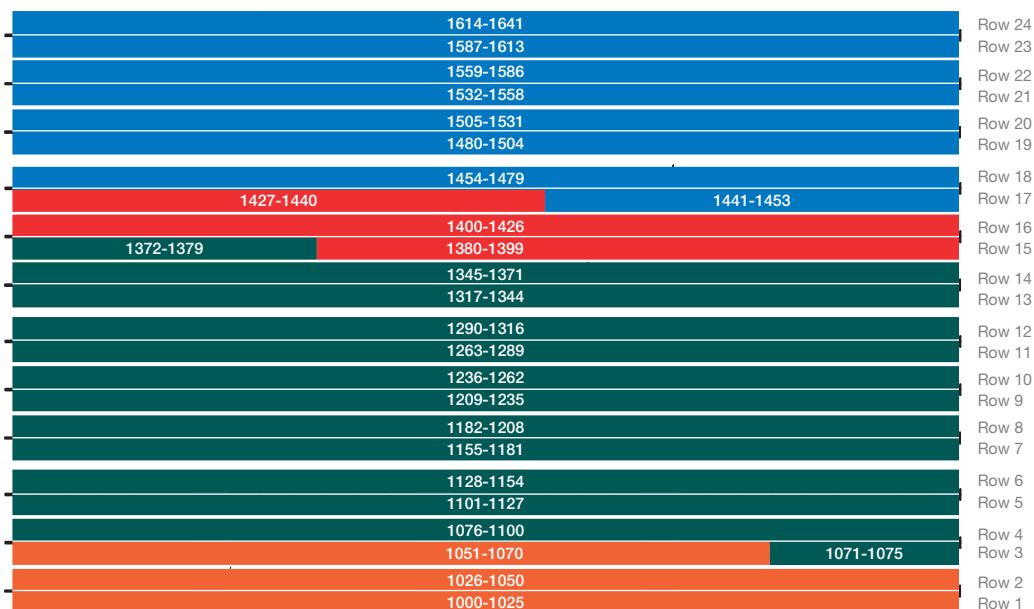 1614-1641 Row 24
1587-1613 Row 23
1559-1586 Row 22
1532-1558 Row 21
1505-1531 Row 20
1480-1504 Row 19
1454-1479 Row 18
1427-1440 1441-1453 Row 17
1400-1426 Row 16
1372-1379 1380-1399 Row 15
1345-1371 Row 14
1317-1344 Row 13
1290-1316 Row 12
1263-1289 Row 11
1236-1262 Row 10
1209-1235 Row 9
1182-1208 Row 8
1155-1181 Row 7
1128-1154 Row 6
1101-1127 Row 5
1076-1100 Row 4
1051-1070 1071-1075 Row 3
1026-1050 Row 2
1000-1025 Row 1